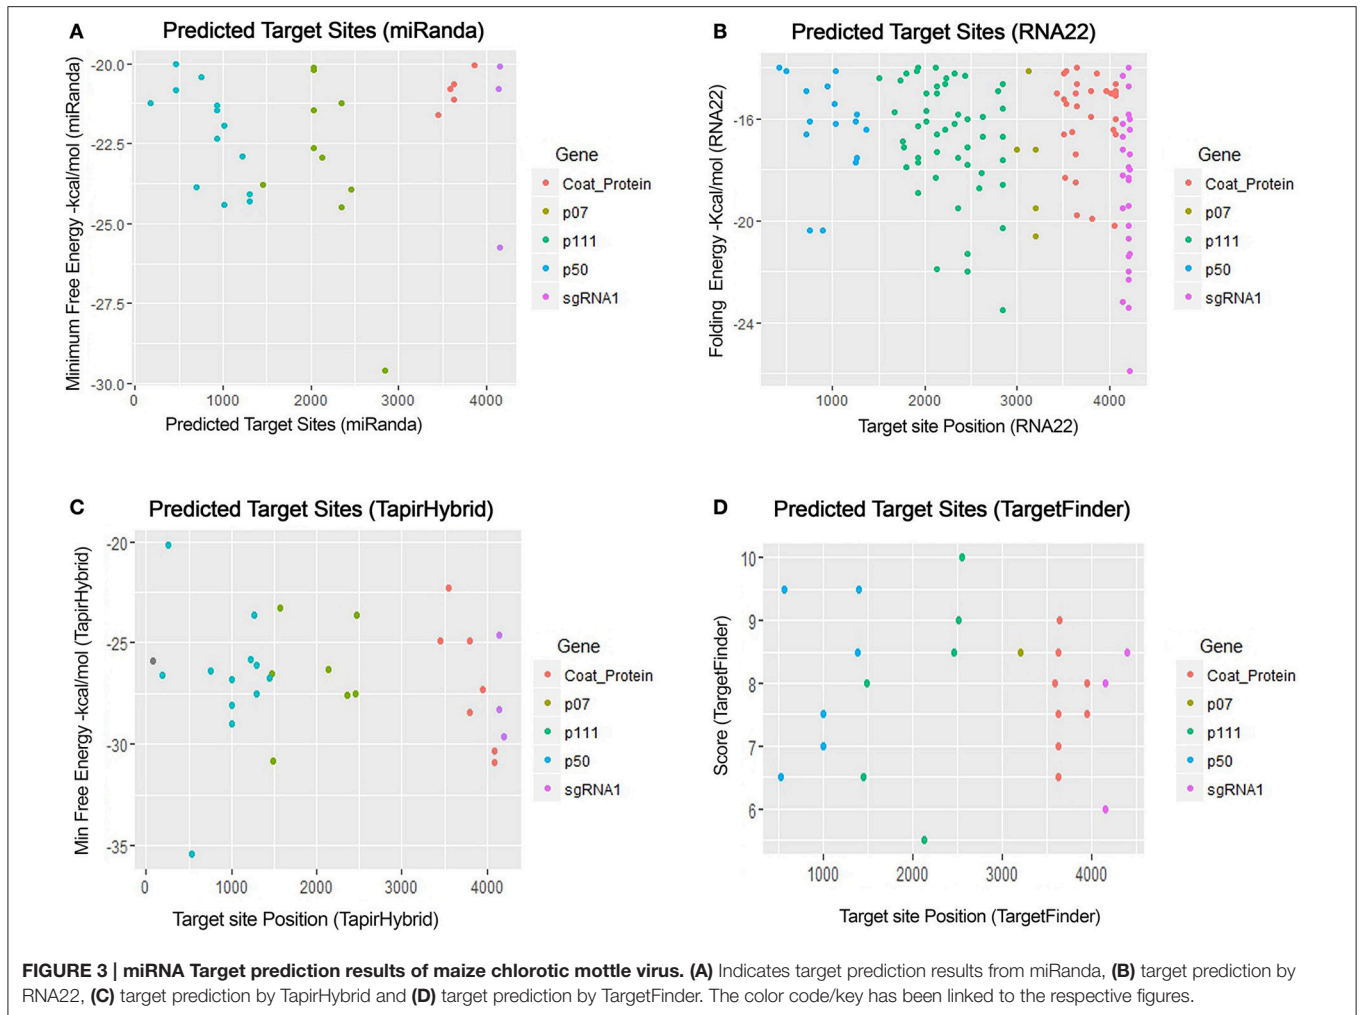 A
Predicted Target Sites (miRanda)
Minimum Free Energy -kcal/mol (miRanda)
-20.0
-22.5
-25.0
-27.5
-30.0
0 1000 2000 3000 4000
Predicted Target Sites (miRanda)
Gene
Coat_Protein
p07
p111
p50
sgRNA1
B
Predicted Target Sites (RNA22)
Folding Energy -Kcal/mol (RNA22)
-16
-20
-24
1000 2000 3000 4000
Target site Position (RNA22)
Gene
Coat_Protein
p07
p111
p50
sgRNA1
C
Predicted Target Sites (TapirHybrid)
Min Free Energy -kcal/mol (TapirHybrid)
-20
-25
-30
-35
0 1000 2000 3000 4000
Target site Position (TapirHybrid)
Gene
Coat_Protein
p07
p111
p50
sgRNA1
D
Predicted Target Sites (TargetFinder)
Score (TargetFinder)
10
9
8
7
6
1000 2000 3000 4000
Target site Position (TargetFinder)
Gene
Coat_Protein
p07
p111
p50
sgRNA1
FIGURE 3 | miRNA Target prediction results of maize chlorotic mottle virus. (A) Indicates target prediction results from miRanda, (B) target prediction by
RNA22, (C) target prediction by TapirHybrid and (D) target prediction by TargetFinder. The color code/key has been linked to the respective figures.